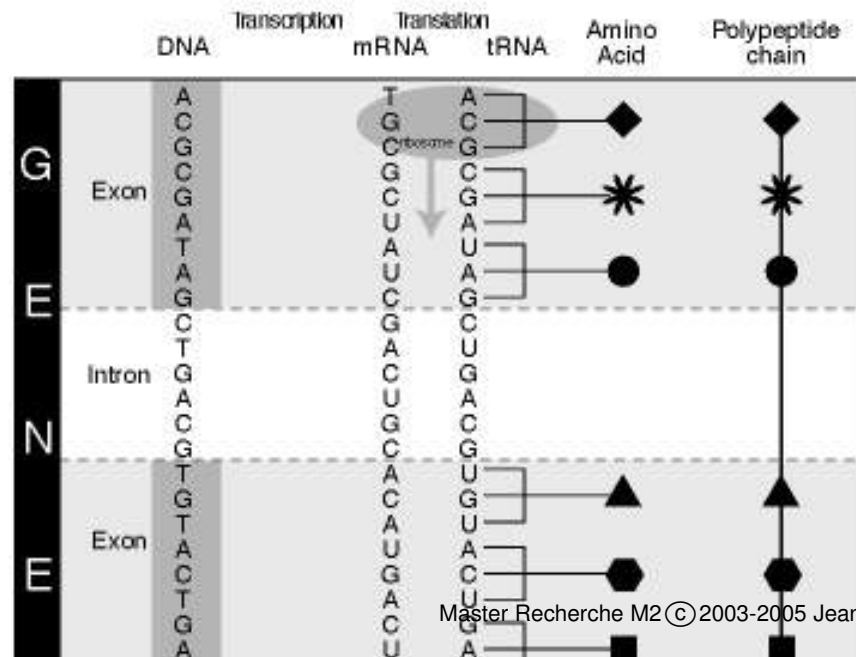 Transcription Translation
DNA mRNA tRNA Amino Acid Polypeptide chain
A T A
C G C
G C ribosome G
G C G C
Exon G C G
A U A
T A U
A U A
E G C G
C G C
T A U
Intron G C G
A U A
N C G C
G C G
T A U
G C G
T A U
Exon A U A
E C G C
T A U
Master Recherche M2 © 2003-2005 Jean
G C G
A U A